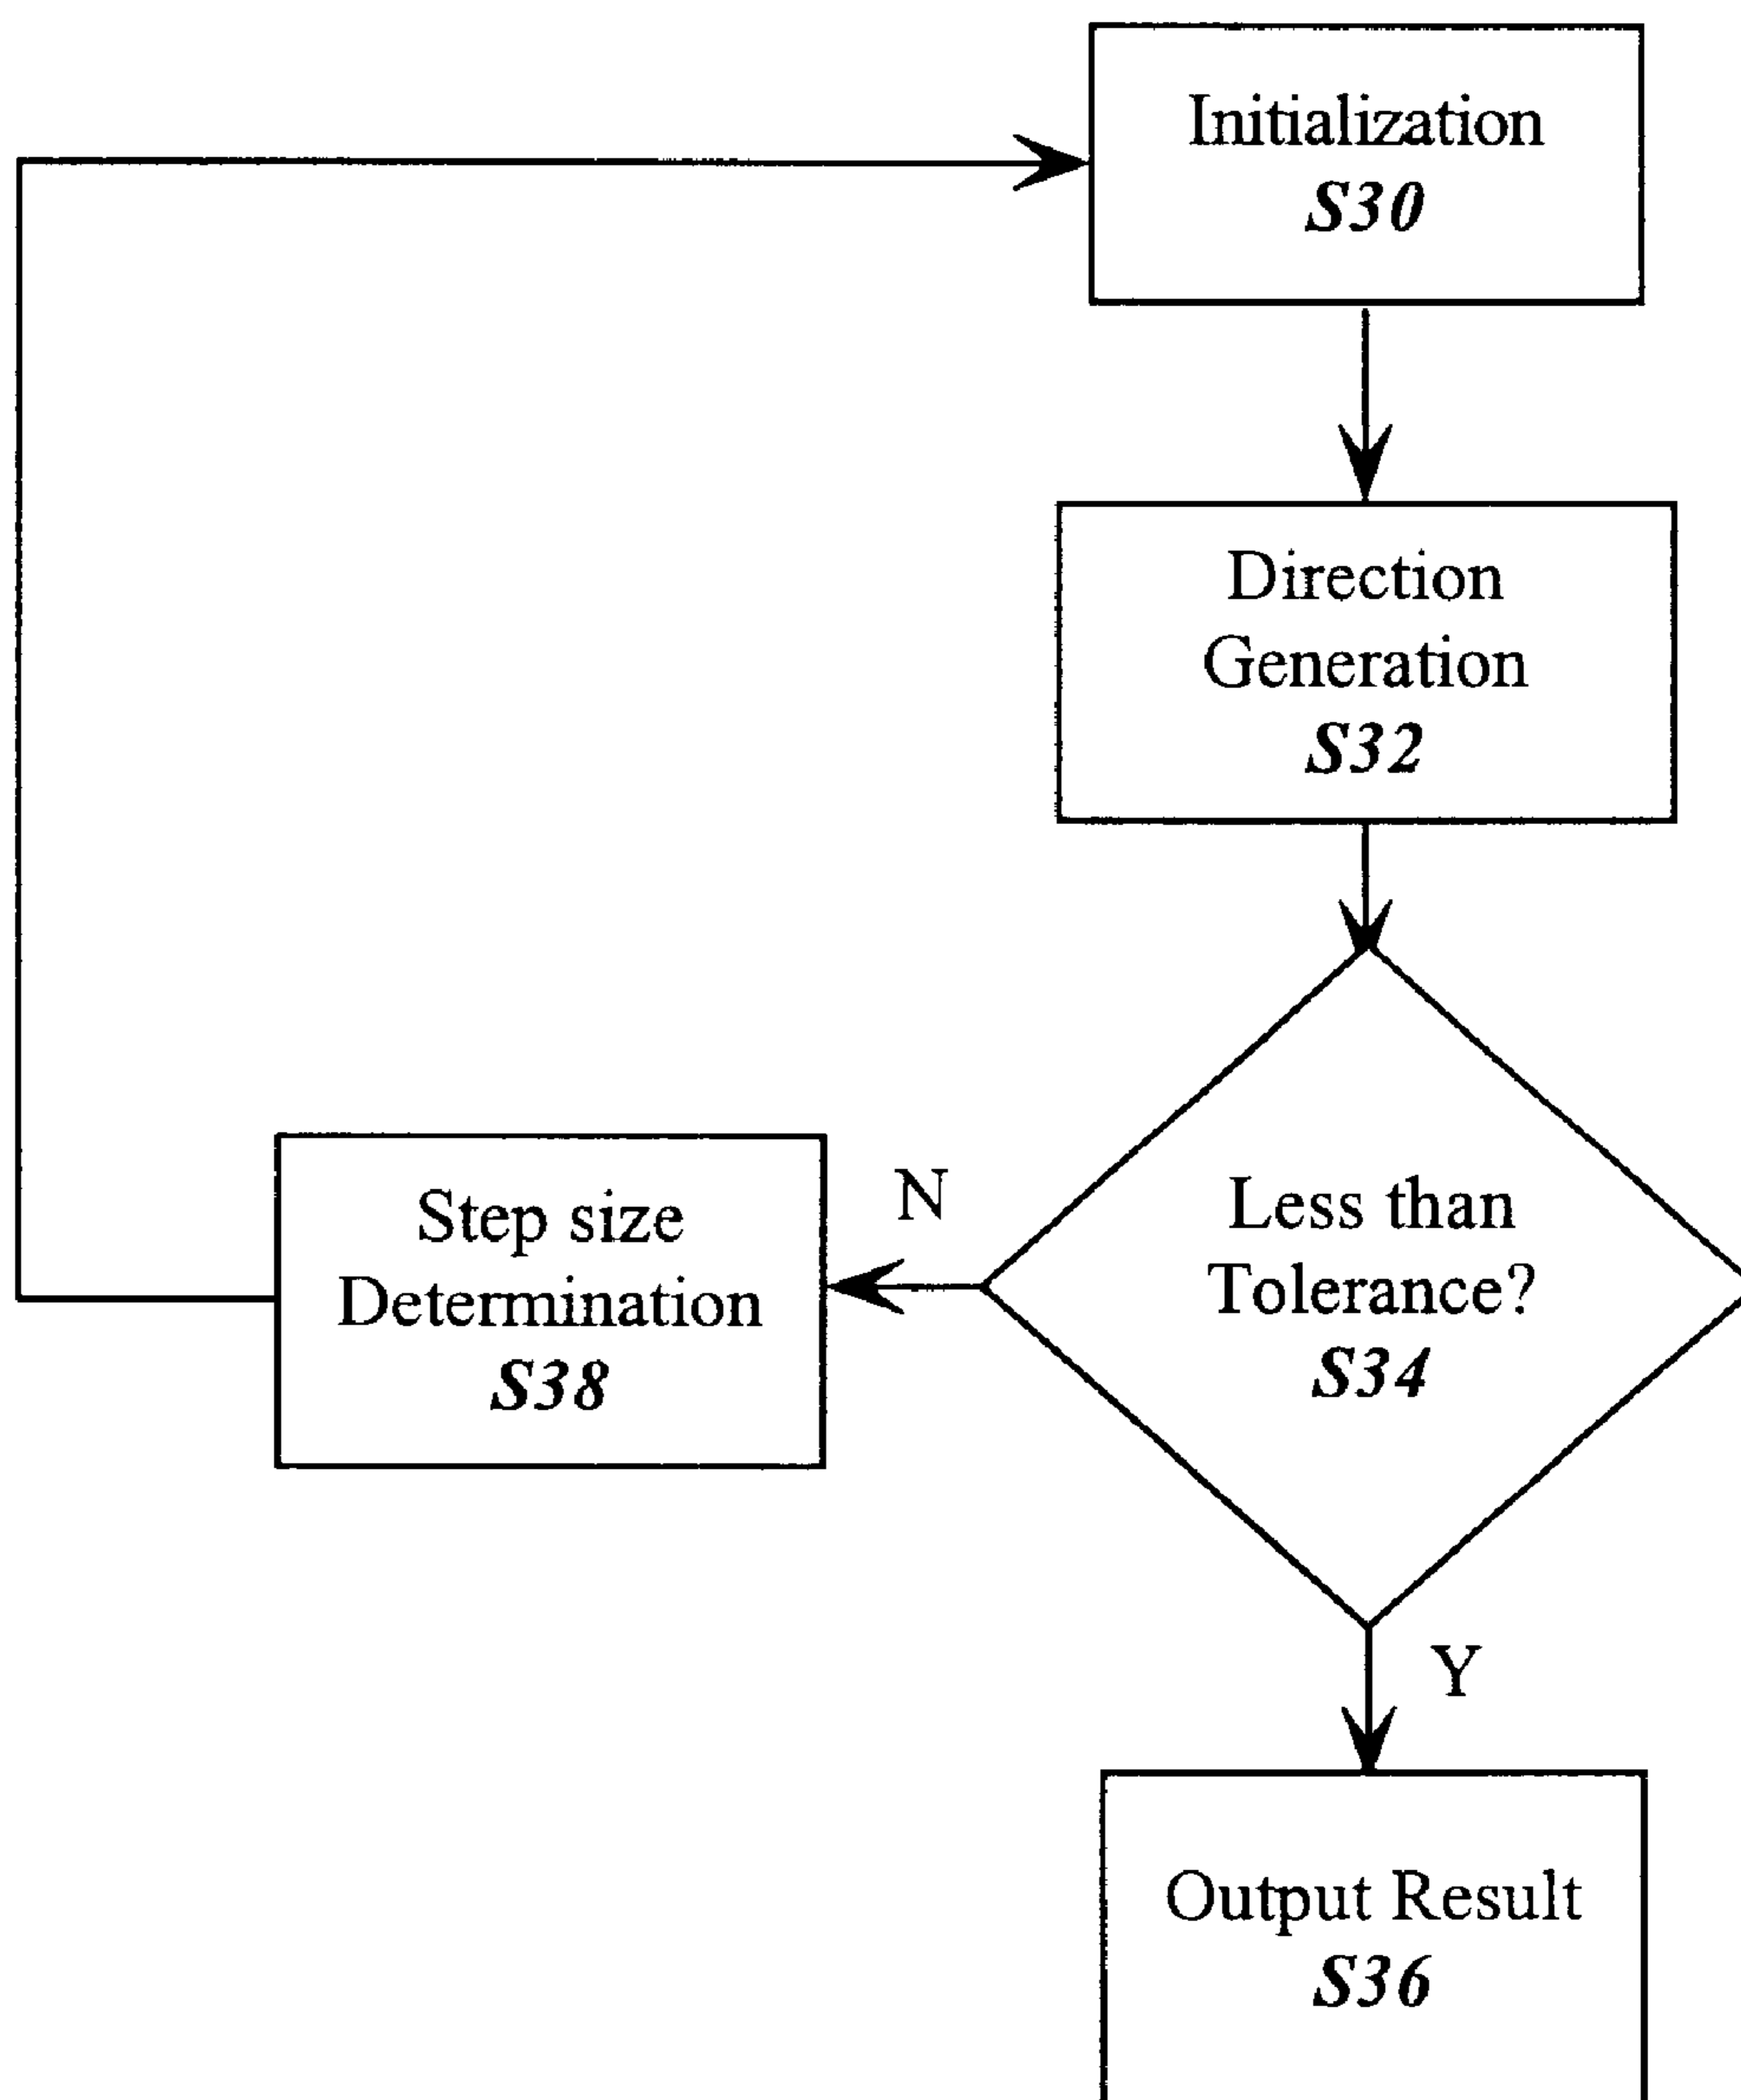 Initialization
S30
Direction
Generation
S32
Less than
Tolerance?
S34
N
Step size
Determination
S38
Y
Output Result
S36